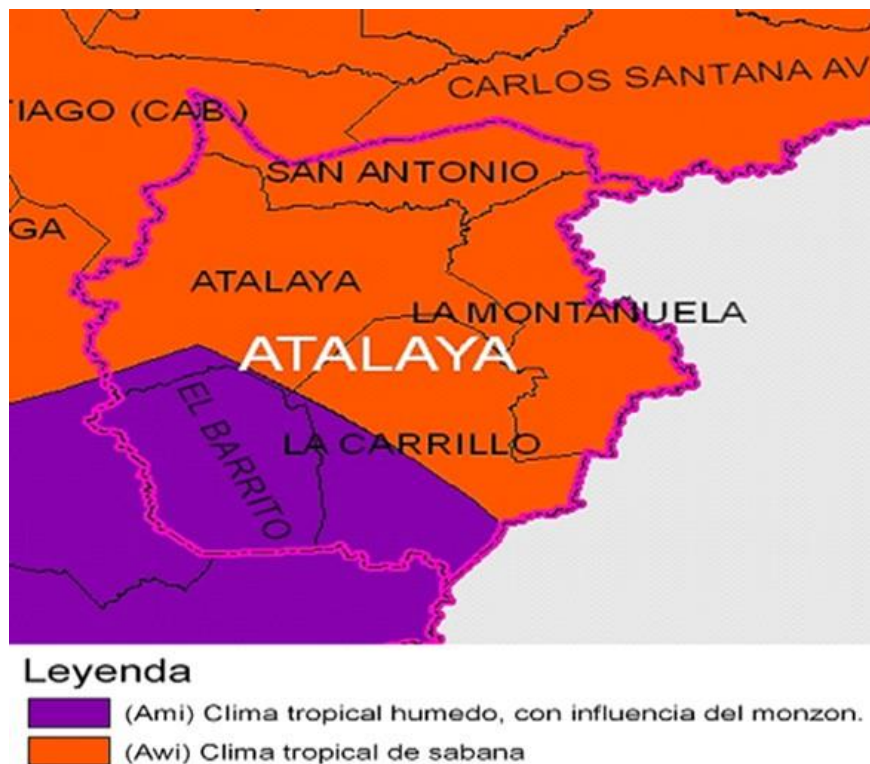 CARLOS SANTANA AV
TIAGO (CAB.)
SAN ANTONIO
GA
ATALAYA
LA MONTAÑUELA
ATALAYA
EL BARRITO
LA CARRILLO
Leyenda
(Ami) Clima tropical humedo, con influencia del monzon.
(Awi) Clima tropical de sabana